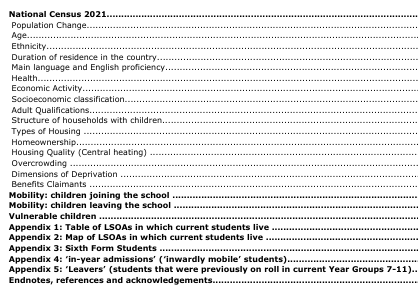 National Census 2021................................................................................
Population Change................................................................................
Age................................................................................
Ethnicity................................................................................
Duration of residence in the country................................................................................
Main language and English proficiency................................................................................
Health................................................................................
Economic Activity................................................................................
Socioeconomic classification................................................................................
Adult Qualifications................................................................................
Structure of households with children................................................................................
Types of Housing ................................................................................
Homeownership................................................................................
Housing Quality (Central heating) ................................................................................
Overcrowding ................................................................................
Dimensions of Deprivation ................................................................................
Benefits Claimants ................................................................................
Mobility: children joining the school ................................................................................
Mobility: children leaving the school ................................................................................
Vulnerable children ................................................................................
Appendix 1: Table of LSOAs in which current students live ............................................
Appendix 2: Map of LSOAs in which current students live ............................................
Appendix 3: Sixth Form Students ................................................................................
Appendix 4: ‘in-year admissions’ (‘inwardly mobile’ students)........................................
Appendix 5: ‘Leavers’ (students that were previously on roll in current Year Groups 7-11)..
Endnotes, references and acknowledgements................................................................